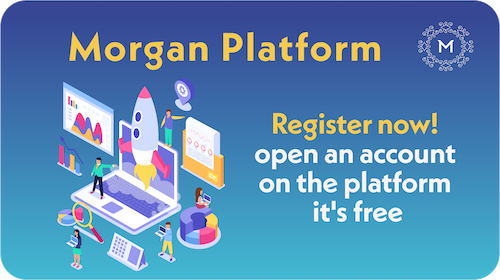 Morgan Platform
M
Register now!
open an account
on the platform
it's free